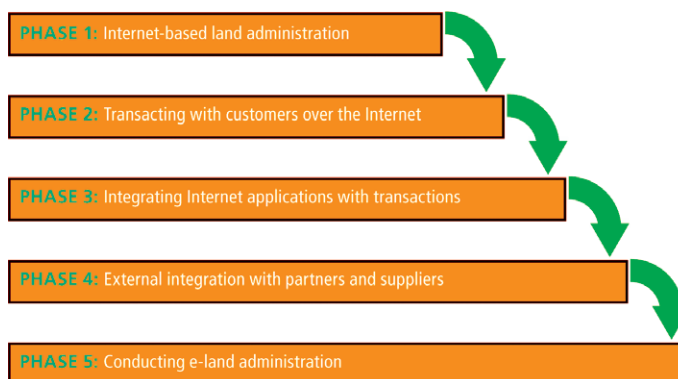 PHASE 1: Internet-based land administration
PHASE 2: Transacting with customers over the Internet
PHASE 3: Integrating Internet applications with transactions
PHASE 4: External integration with partners and suppliers
PHASE 5: Conducting e-land administration